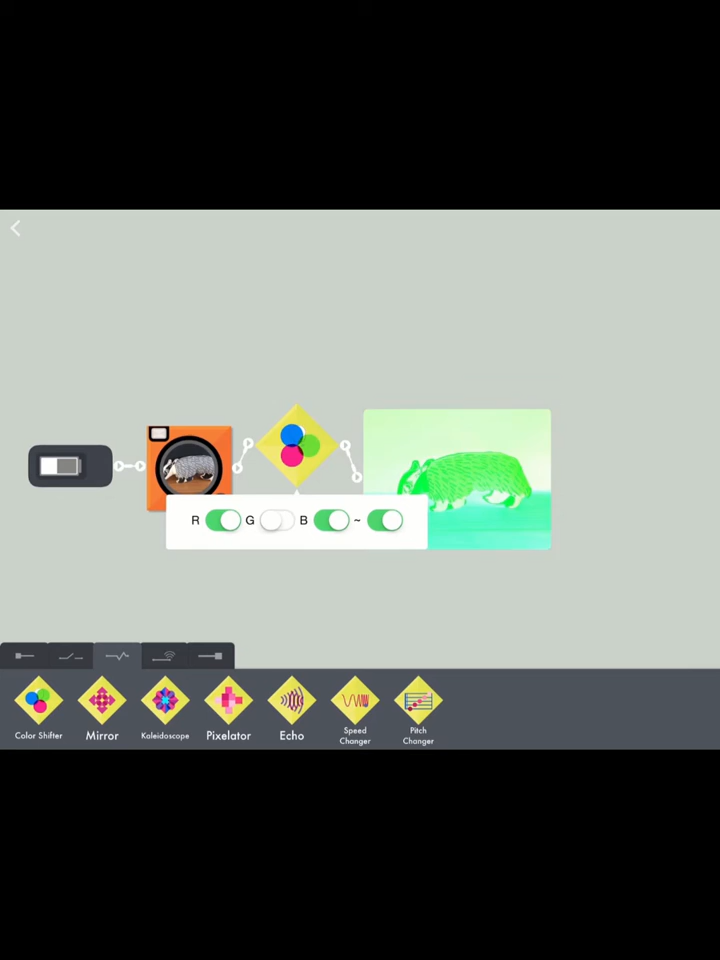 R G B ~
Color Shifter
Mirror
Kaleidoscope
Pixelator
Echo
Speed
Changer
Pitch
Changer